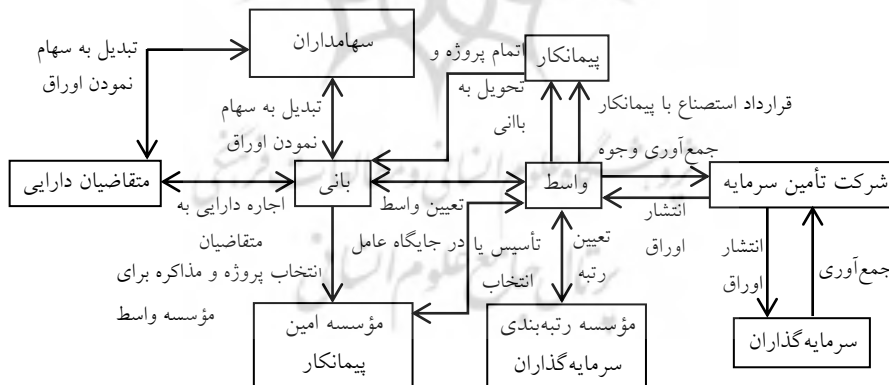 سهامداران
تبدیل به سهام
نمودن اوراق
تبدیل به سهام
نمودن اوراق
پیمانکار
اتمام پروژه و
تحویل به
باانی
قرارداد استصناع با پیمانکار
جمع‌آوری وجوه
شرکت تأمین سرمایه
واسط
بانی
متقاضیان دارایی
اجاره دارایی به
متقاضیان
تعیین واسط
در جایگاه عامل
تأسیس یا
انتخاب
تعیین
رتبه
انتشار
اوراق
انتشار
اوراق
جمع‌آوری
انتخاب پروژه و مذاکره برای
مؤسسه واسط
مؤسسه امین
پیمانکار
مؤسسه رتبه‌بندی
سرمایه‌گذاران
سرمایه‌گذاران